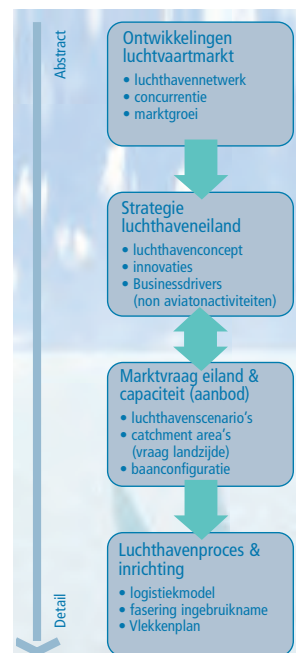 Abstract
Ontwikkelingen
luchtvaartmarkt
• luchthavennetwerk
• concurrentie
• marktgroei
Strategie
luchthaveneiland
• luchthavenconcept
• innovaties
• Businessdrivers
(non aviatonactiviteiten)
Marktvraag eiland &
capaciteit (aanbod)
• luchthavenscenario's
• catchment area's
(vraag landzijde)
• baanconfiguratie
Luchthavenproces &
inrichting
• logistiekmodel
• fasering ingebruikname
• Vlekkenplan
Detail